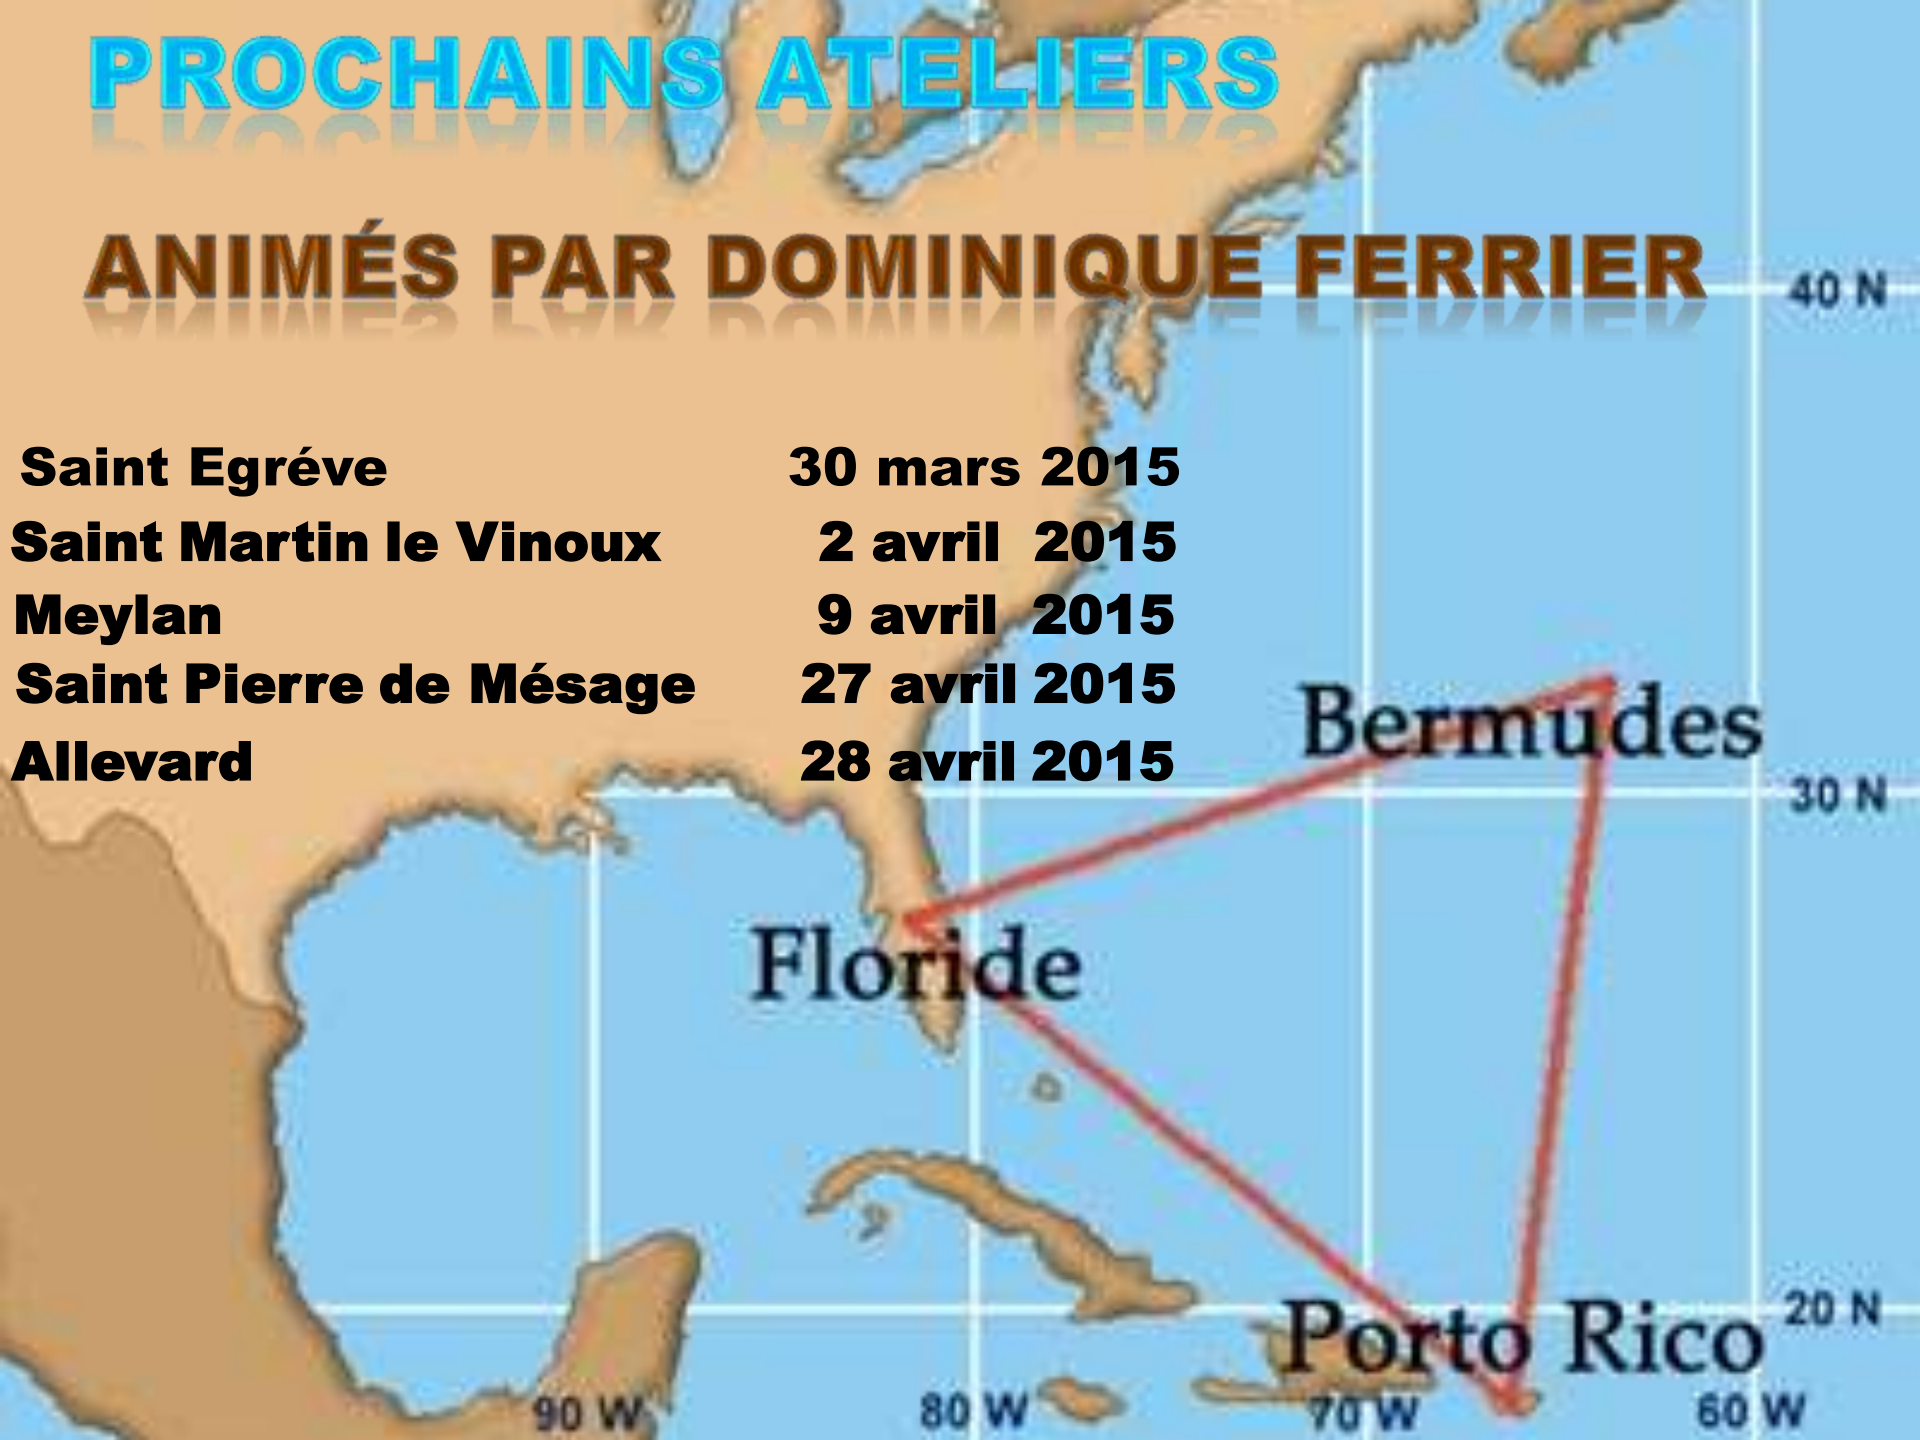 PROCHAINS ATELIERS
ANIMÉS PAR DOMINIQUE FERRIER
40 N
Saint Egréve 30 mars 2015
Saint Martin le Vinoux 2 avril 2015
Meylan 9 avril 2015
Saint Pierre de Mésage 27 avril 2015
Bermudes
Allevard 28 avril 2015
30 N
Floride
20 N
Porto Rico
90 W 80 W 70 W 60 W